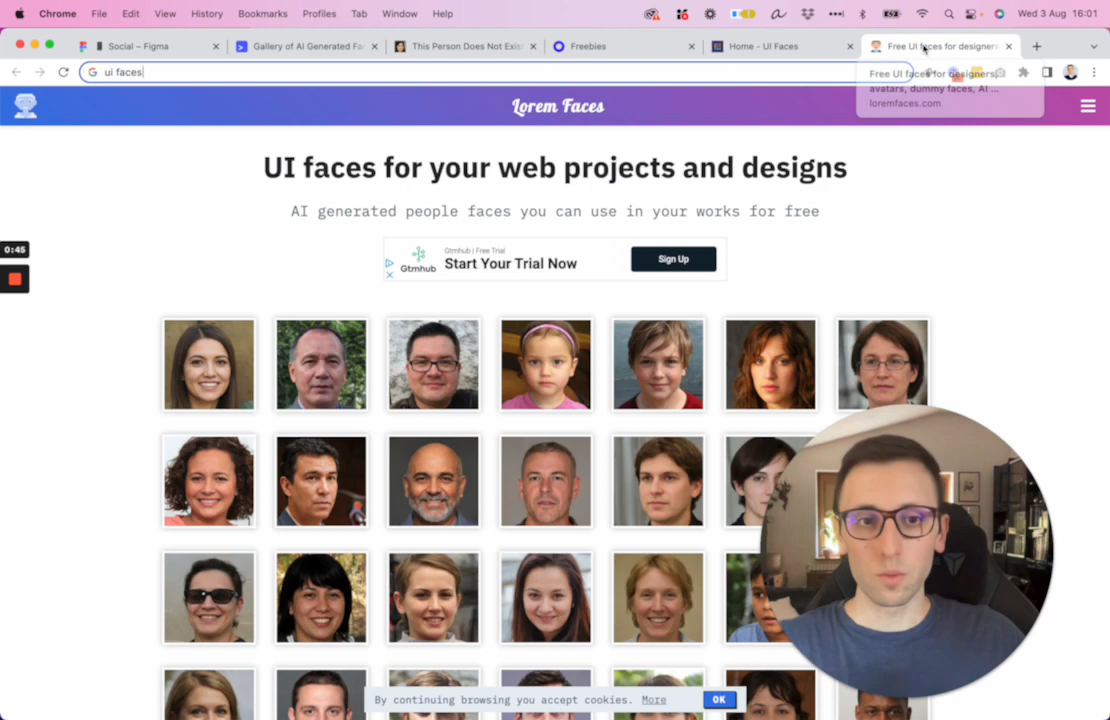 Chrome File Edit View History Bookmarks Profiles Tab Window Help Wed 3 Aug 16:01
Social – Figma Gallery of AI Generated Fa This Person Does Not Exis Freebies Home - UI Faces Free UI faces for designers
ui faces
Free UI faces for designers,
avatars, dummy faces, AI ...
loremfaces.com
Lorem Faces
UI faces for your web projects and designs
AI generated people faces you can use in your works for free
0:45
Gtmhub | Free Trial
Gtmhub Start Your Trial Now Sign Up
By continuing browsing you accept cookies. More OK